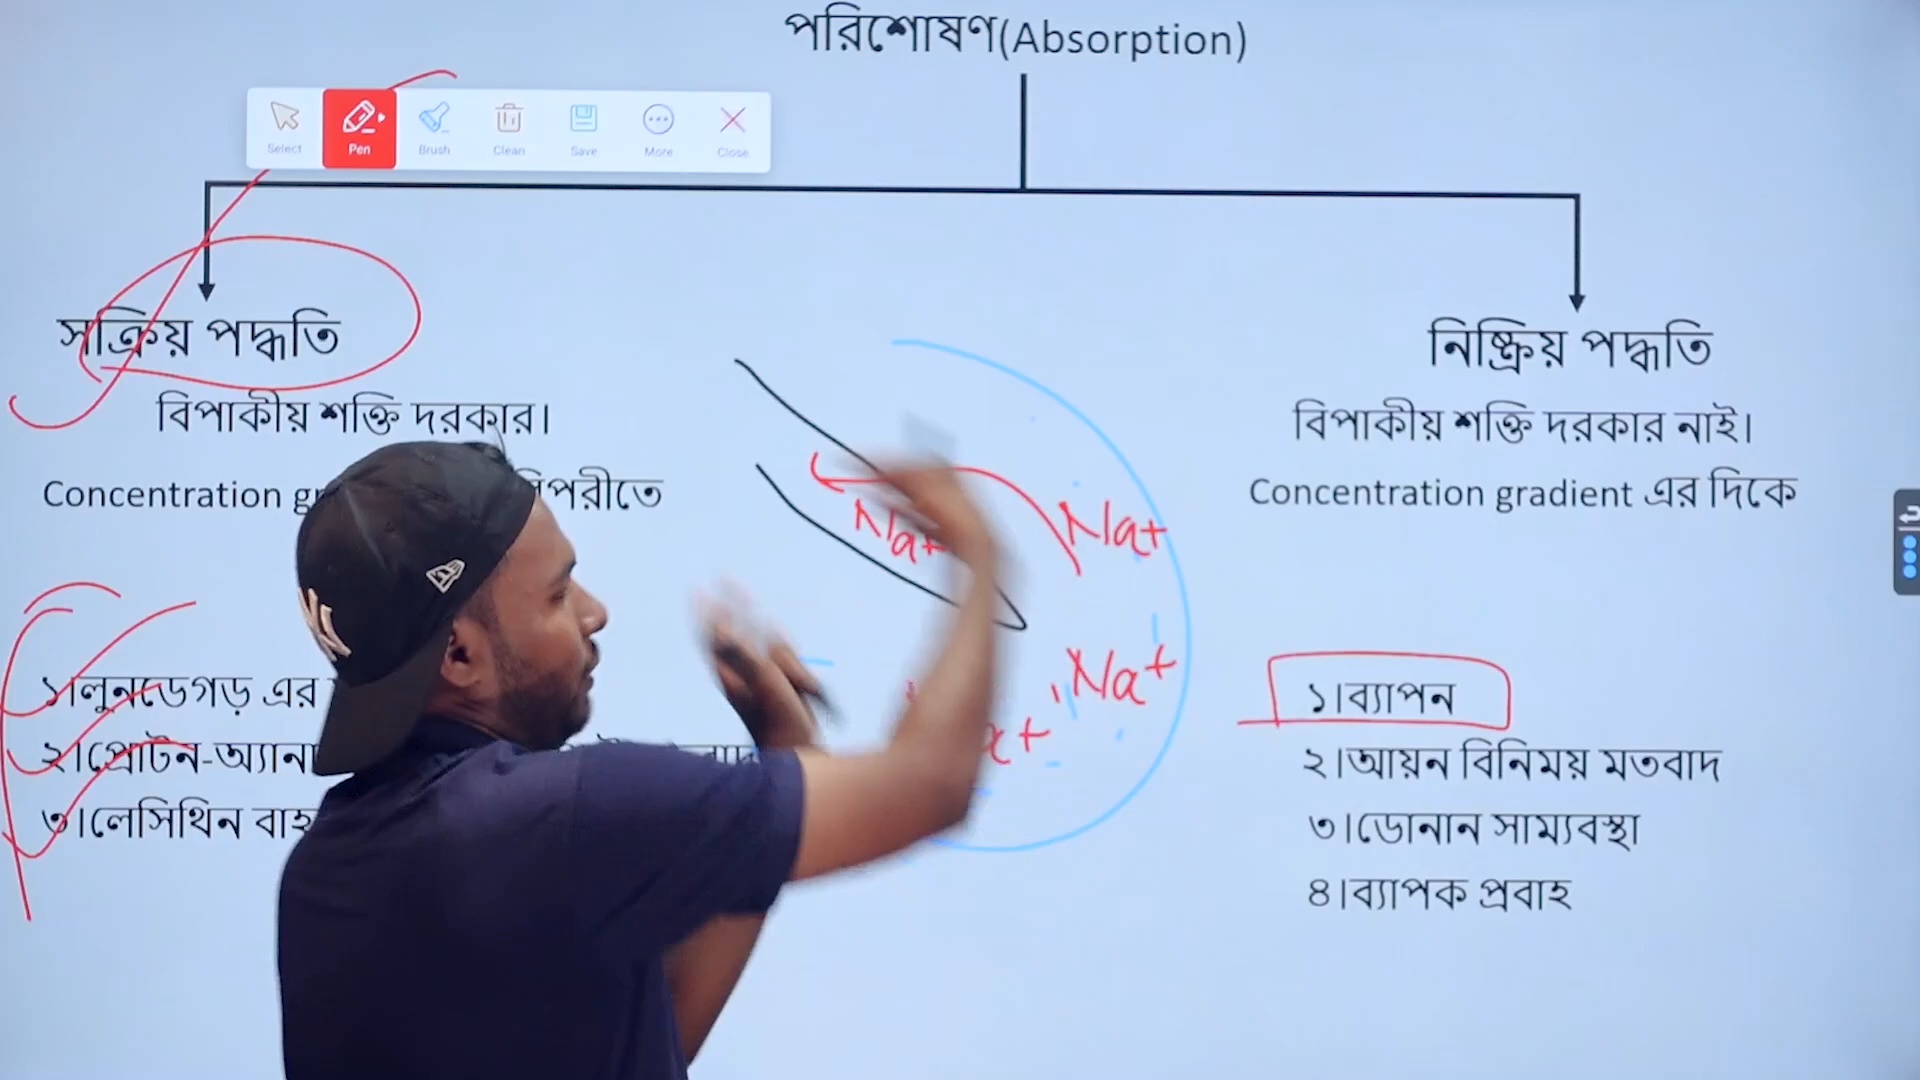 পরিশোষণ(Absorption)
Select Pen Brush Clean Save More Close
সক্রিয় পদ্ধতি
বিপাকীয় শক্তি দরকার।
Concentration বিপরীতে
১।লুনডেগড় এর
২।প্রোটন-অ্যানা
৩।লেসিথিন
নিষ্ক্রিয় পদ্ধতি
বিপাকীয় শক্তি দরকার নাই।
Concentration gradient এর দিকে
১।ব্যাপন
২।আয়ন বিনিময় মতবাদ
৩।ডোনান সাম্যবস্থা
৪।ব্যাপক প্রবাহ
Na+
Na+
Na+